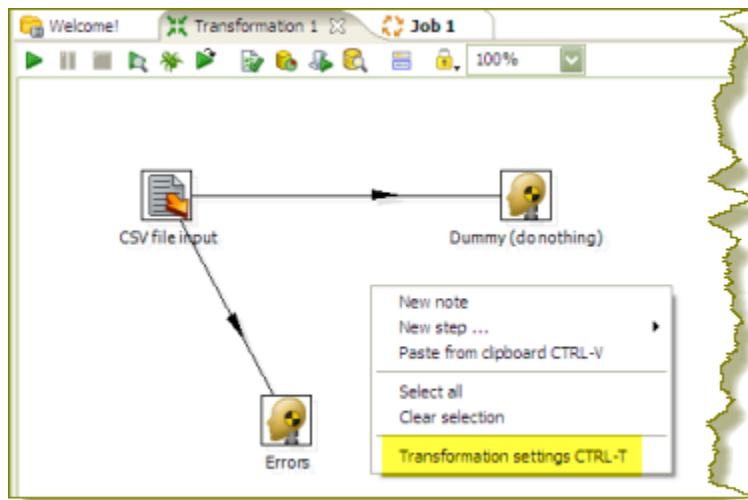 Welcome! Transformation 1 Job 1
100%
CSV file input
Dummy (do nothing)
New note
New step ...
Paste from clipboard CTRL-V
Select all
Clear selection
Transformation settings CTRL-T
Errors